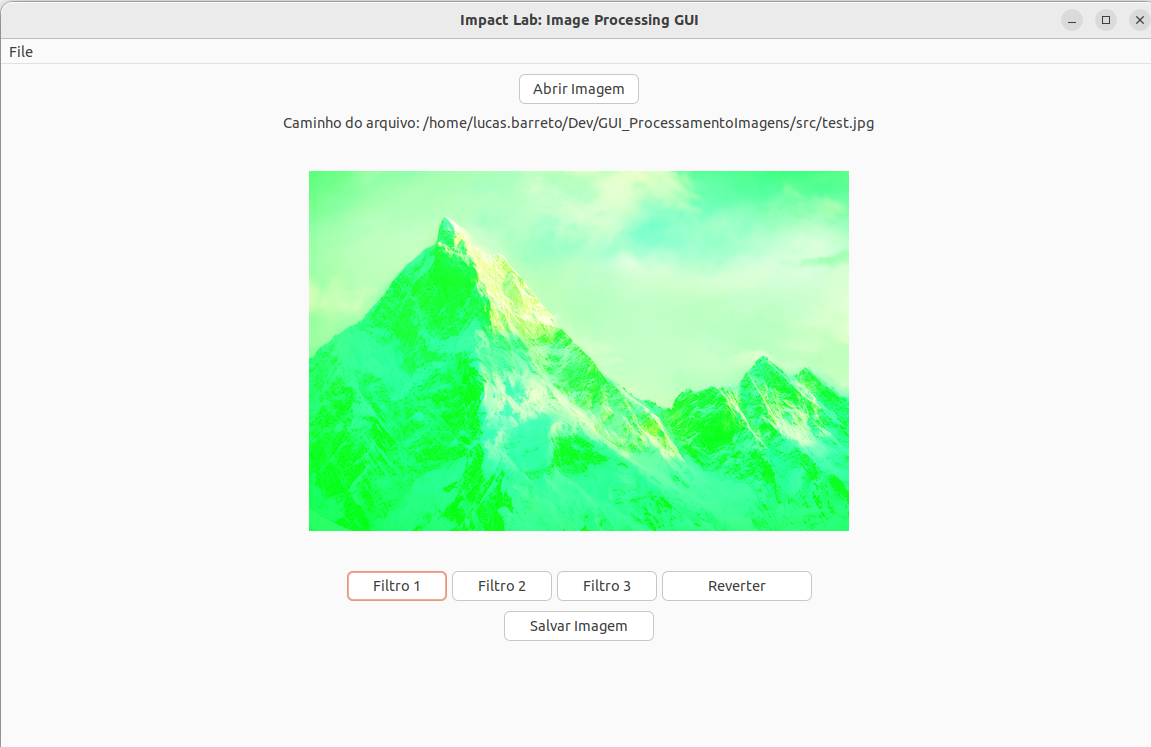 Impact Lab: Image Processing GUI
File
Abrir Imagem
Caminho do arquivo: /home/lucas.barreto/Dev/GUI_ProcessamentoImagens/src/test.jpg
Filtro 1 Filtro 2 Filtro 3 Reverter
Salvar Imagem